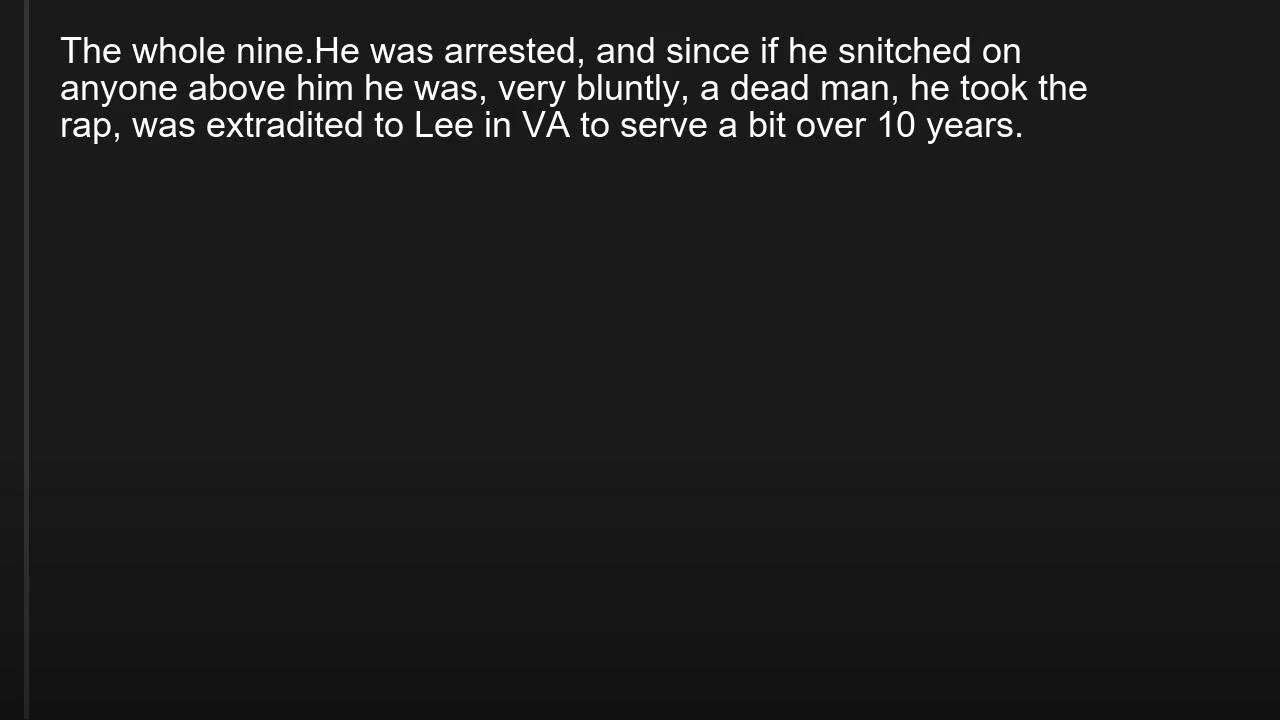 The whole nine.He was arrested, and since if he snitched on
anyone above him he was, very bluntly, a dead man, he took the
rap, was extradited to Lee in VA to serve a bit over 10 years.